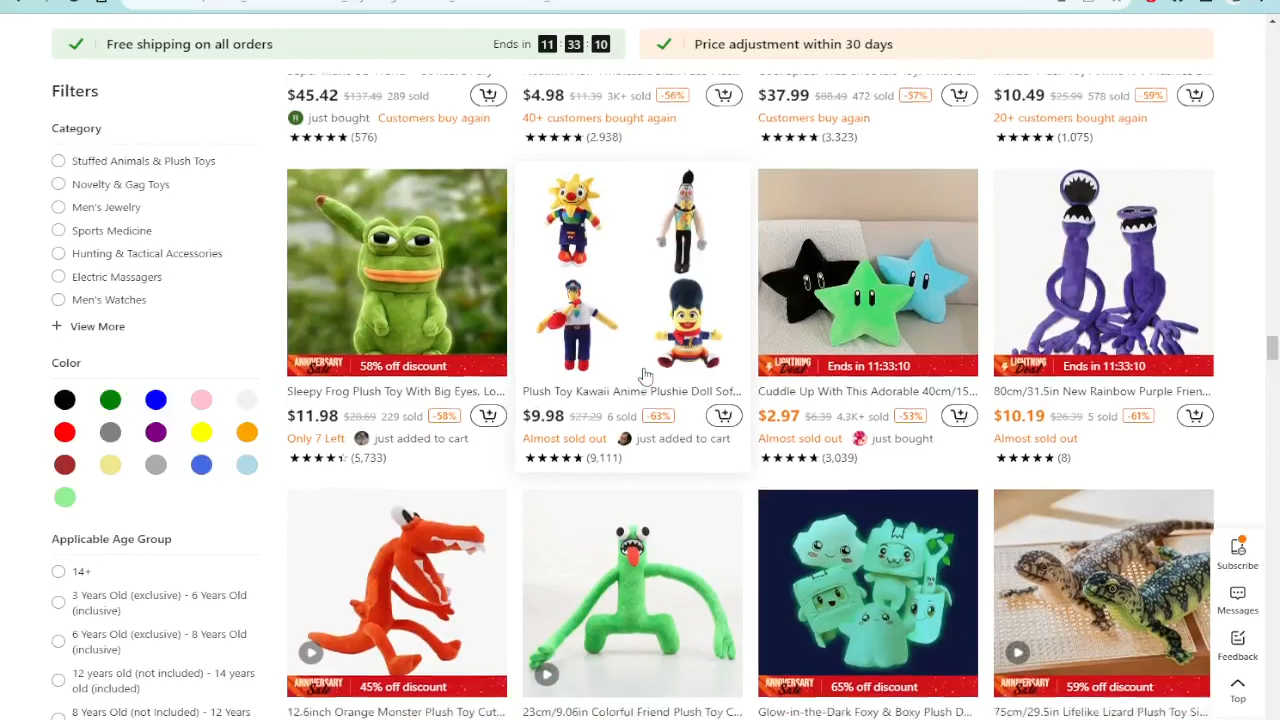 Free shipping on all orders
Ends in 11 : 33 : 10
Price adjustment within 30 days
Filters
Category
Stuffed Animals & Plush Toys
Novelty & Gag Toys
Men's Jewelry
Sports Medicine
Hunting & Tactical Accessories
Electric Massagers
Men's Watches
+ View More
Color
Applicable Age Group
14+
3 Years Old (exclusive) - 6 Years Old
(inclusive)
6 Years Old (exclusive) - 8 Years Old
(inclusive)
12 years old (not included) - 14 years
old (included)
8 Years Old (not Included) - 12 Years
$45.42 $137.49 289 sold
R just bought Customers buy again
(576)
$4.98 $11.39 3K+ sold -56%
40+ customers bought again
(2,938)
$37.99 $88.49 472 sold -57%
Customers buy again
(3,323)
$10.49 $25.99 578 sold -59%
20+ customers bought again
(1,075)
ANNIVERSARY Sale 58% off discount
Sleepy Frog Plush Toy With Big Eyes, Lo...
$11.98 $28.69 229 sold -58%
Only 7 Left just added to cart
(5,733)
Plush Toy Kawaii Anime Plushie Doll Sof...
$9.98 $27.29 6 sold -63%
Almost sold out just added to cart
(9,111)
LIGHTNING Deal Ends in 11:33:10
Cuddle Up With This Adorable 40cm/15...
$2.97 $6.39 4.3K+ sold -53%
Almost sold out just bought
(3,039)
LIGHTNING Deal Ends in 11:33:10
80cm/31.5in New Rainbow Purple Frien...
$10.19 $26.39 5 sold -61%
Almost sold out
(8)
ANNIVERSARY Sale 45% off discount
12.6inch Orange Monster Plush Toy Cut...
23cm/9.06in Colorful Friend Plush Toy C...
ANNIVERSARY Sale 65% off discount
Glow-in-the-Dark Foxy & Boxy Plush D...
ANNIVERSARY Sale 59% off discount
75cm/29.5in Lifelike Lizard Plush Toy Si...
Subscribe
Messages
Feedback
Top